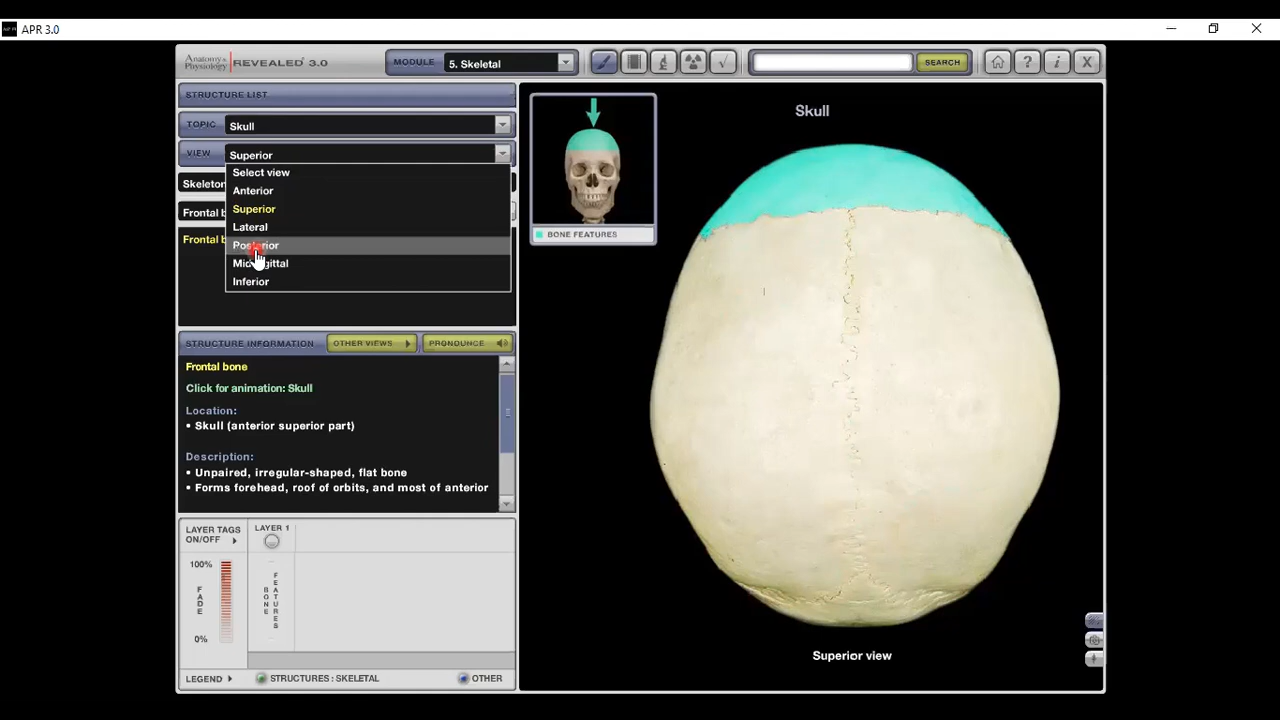 APR 3.0
Anatomy & Physiology REVEALED® 3.0
MODULE
5. Skeletal
SEARCH
?
i
X
STRUCTURE LIST
TOPIC
Skull
VIEW
Superior
Select view
Anterior
Superior
Lateral
Posterior
Midsagittal
Inferior
Skeleton
Frontal b
Frontal b
BONE FEATURES
Skull
STRUCTURE INFORMATION
OTHER VIEWS
PRONOUNCE
Frontal bone
Click for animation: Skull
Location:
• Skull (anterior superior part)
Description:
• Unpaired, irregular-shaped, flat bone
• Forms forehead, roof of orbits, and most of anterior
LAYER TAGS
ON/OFF
LAYER 1
100%
FADE
0%
BONE
FEATURES
LEGEND
STRUCTURES : SKELETAL
OTHER
Superior view